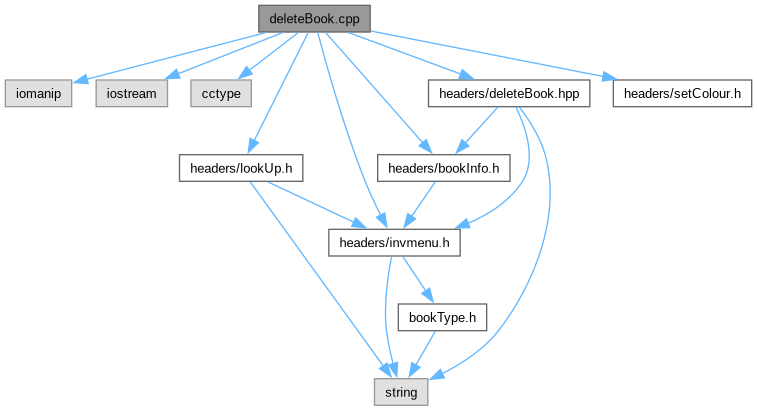 deleteBook.cpp
iomanip
iostream
cctype
headers/deleteBook.hpp
headers/setColour.h
headers/lookUp.h
headers/bookInfo.h
headers/invmenu.h
bookType.h
string